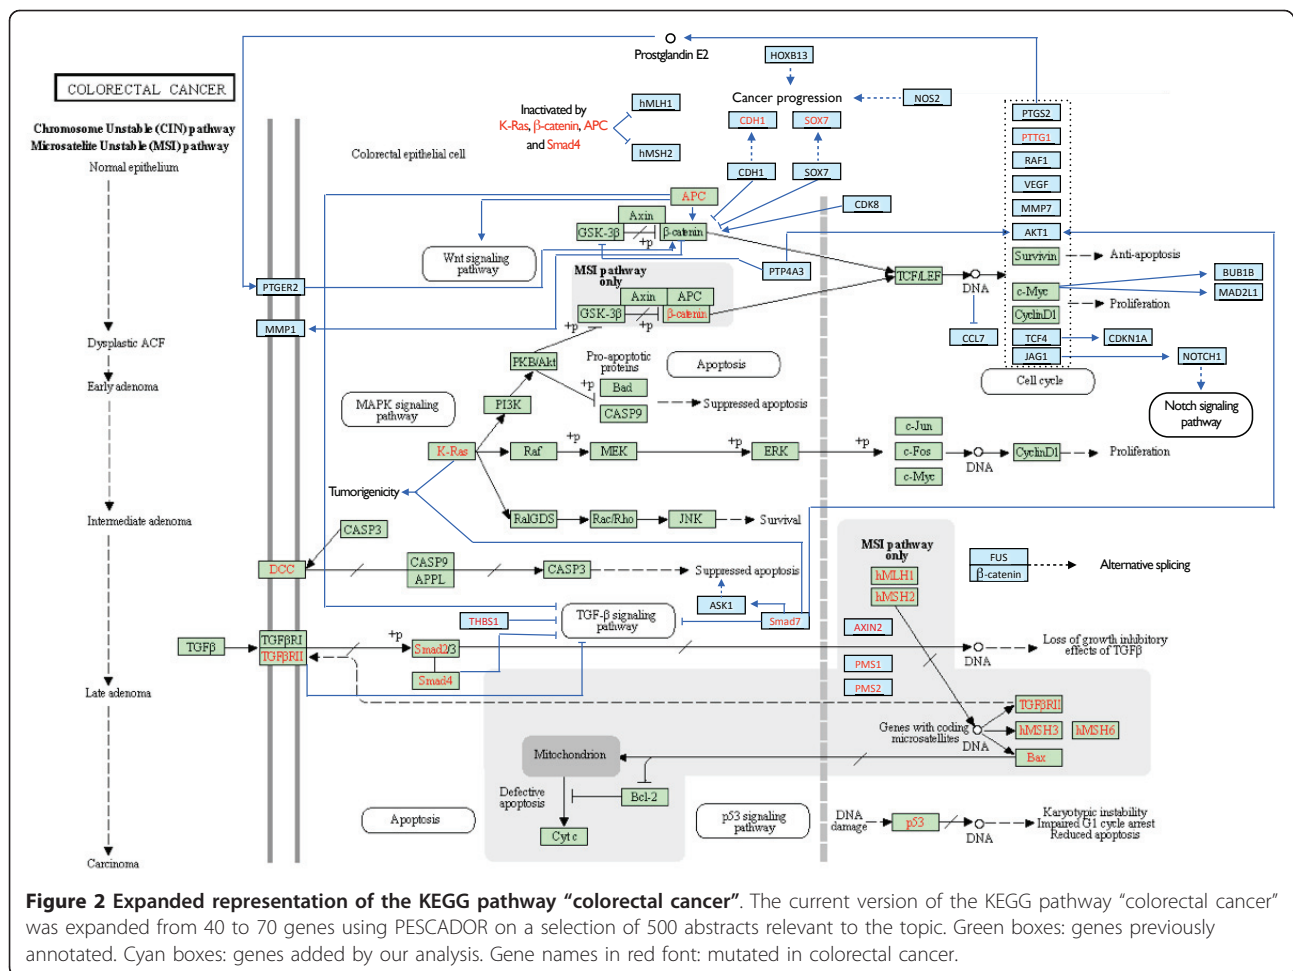 Prostglandin E2
HOXB13
COLORECTAL CANCER
Cancer progression
NOS2
hMLH1
Inactivated by
K-Ras, β-catenin, APC
and Smad4
hMSH2
CDH1
SOX7
CDH1
SOX7
PTGS2
PTTG1
RAF1
VEGF
MMP7
AKT1
Survivin
c-Myc
CyclinD1
TCF4
JAG1
Cell cycle
Chromosome Unstable (CIN) pathway
Microsatelite Unstable (MSI) pathway
Normal epithelium
Colorectal epithelial cell
APC
CDK8
Axin
GSK-3β
+p
β-catenin
Wnt signaling
pathway
PTP4A3
TCF/LEF
DNA
Anti-apoptosis
BUB1B
MAD2L1
Proliferation
PTGER2
MSI pathway
only
Axin
APC
GSK-3β
+p
β-catenin
MMP1
+p
CCL7
CDKN1A
NOTCH1
Notch signaling
pathway
Dysplastic ACF
PKB/Akt
Pro-apoptotic
proteins
Apoptosis
+p
Bad
CASP9
Suppressed apoptosis
Early adenoma
MAPK signaling
pathway
PI3K
K-Ras
Raf
+p
MEK
+p
ERK
+p
c-Jun
c-Fos
c-Myc
DNA
CyclinD1
Proliferation
Tumorigenicity
Intermediate adenoma
RalGDS
Rac/Rho
JNK
Survival
CASP3
MSI pathway
only
FUS
β-catenin
Alternative splicing
DCC
CASP9
APPL
CASP3
Suppressed apoptosis
hMLH1
hMSH2
ASK1
THBS1
TGF-β signaling
pathway
Smad7
AXIN2
TGFβ
TGFβRI
TGFβRII
+p
Smad2/3
Smad4
DNA
Loss of growth inhibitory
effects of TGFβ
PMS1
PMS2
Late adenoma
Genes with coding
microsatellites
DNA
TGFβRII
hMSH3
hMSH6
Bax
Mitochondrion
Defective
apoptosis
Bcl-2
Cyt c
Apoptosis
p53 signaling
pathway
DNA
damage
p53
DNA
Karyotypic instability
Impaired G1 cycle arrest
Reduced apoptosis
Carcinoma
Figure 2 Expanded representation of the KEGG pathway “colorectal cancer”. The current version of the KEGG pathway “colorectal cancer”
was expanded from 40 to 70 genes using PESCADOR on a selection of 500 abstracts relevant to the topic. Green boxes: genes previously
annotated. Cyan boxes: genes added by our analysis. Gene names in red font: mutated in colorectal cancer.